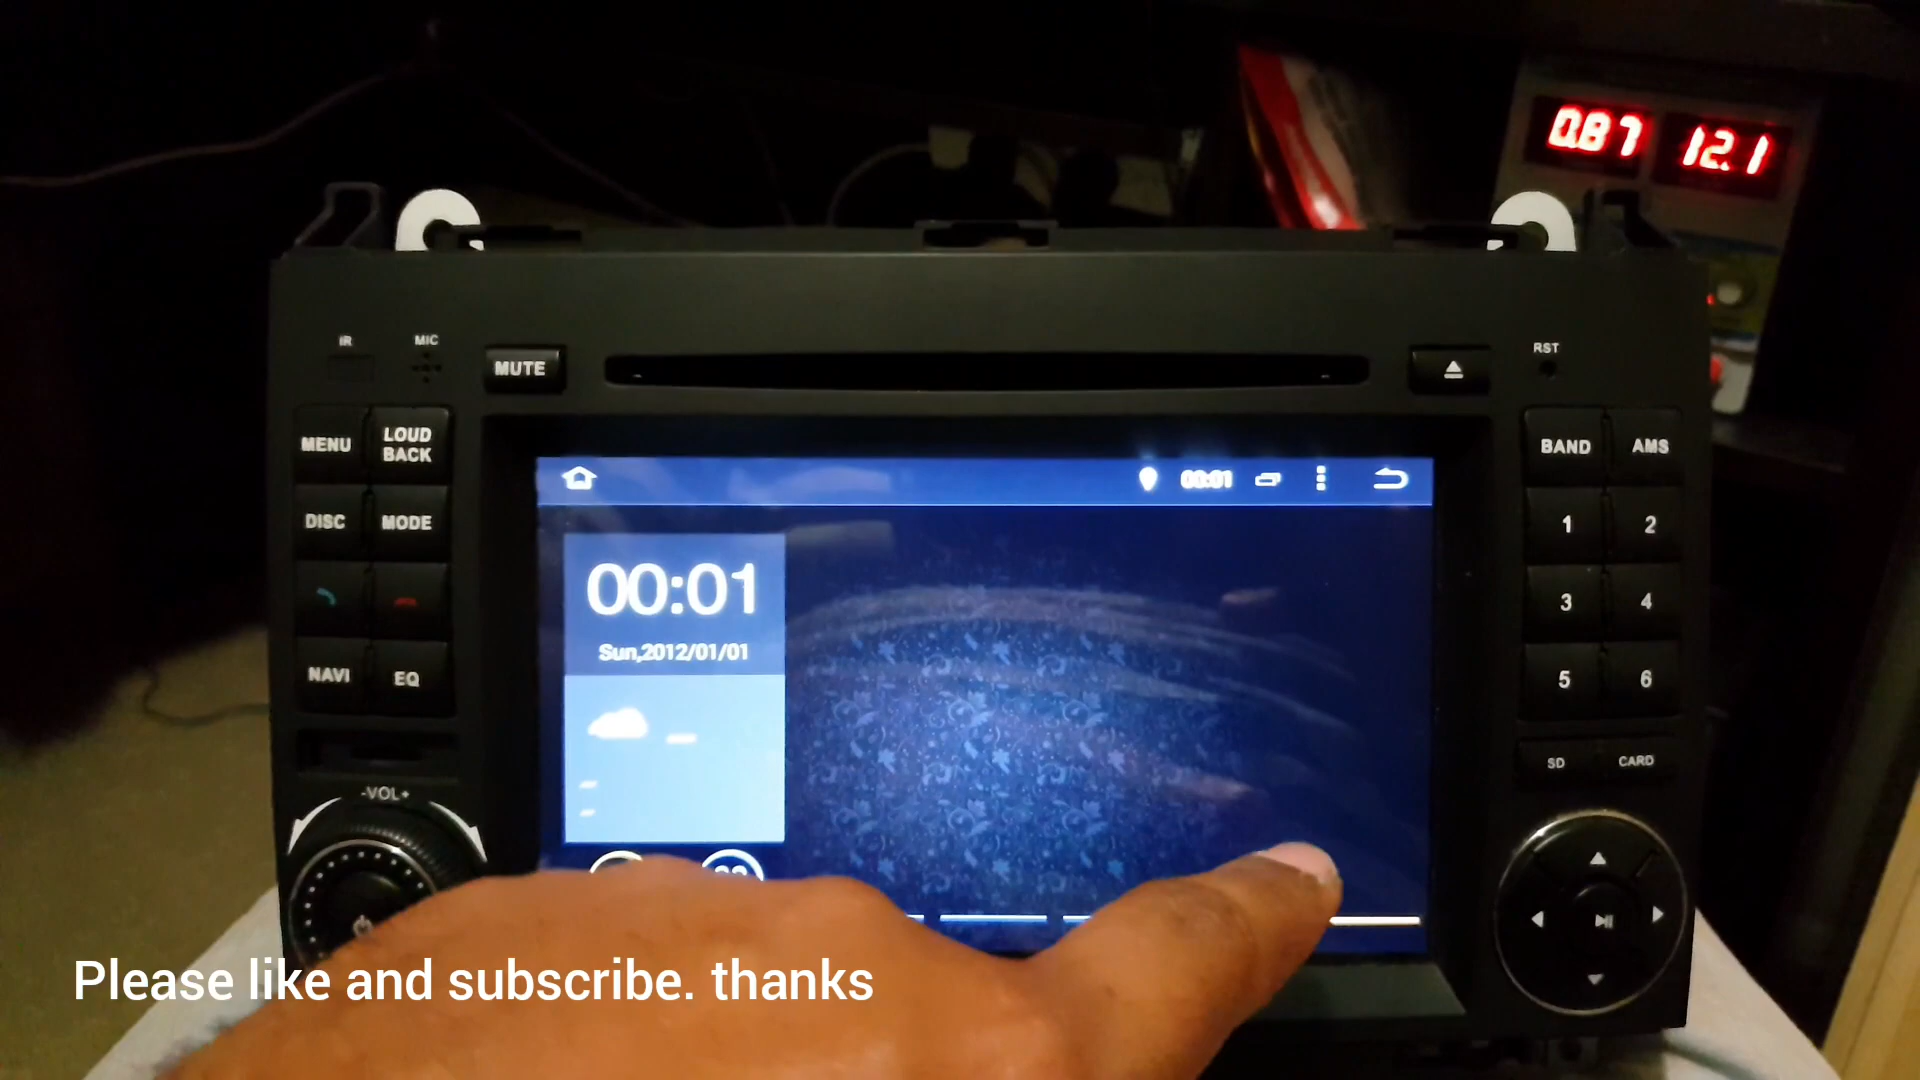 0.87 12.1
IR MIC
MUTE
RST
MENU LOUD BACK
BAND AMS
00:01
DISC MODE
1 2
00:01
Sun,2012/01/01
3 4
NAVI EQ
5 6
SD CARD
-VOL+
Please like and subscribe. thanks